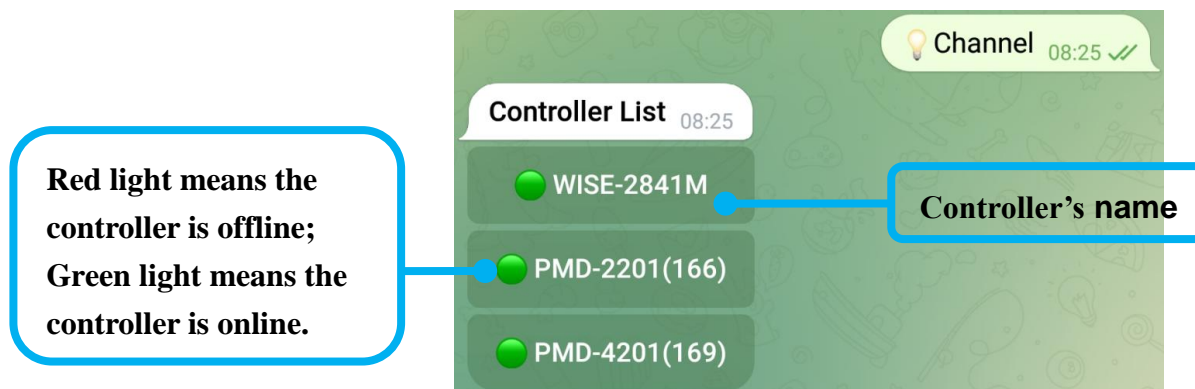 Channel 08:25
Controller List 08:25
Red light means the
controller is offline;
Green light means the
controller is online.
WISE-2841M
Controller’s name
PMD-2201(166)
PMD-4201(169)